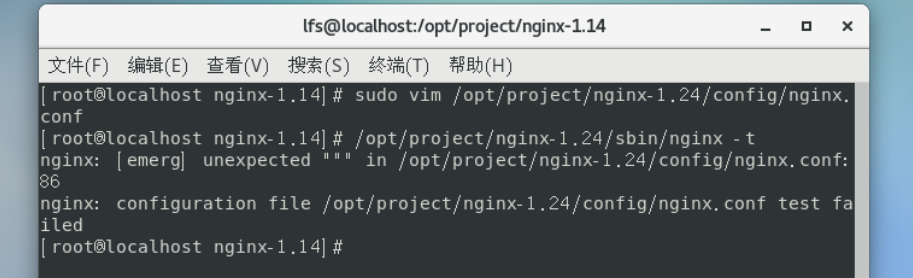 lfs@localhost:/opt/project/nginx-1.14
文件(F) 编辑(E) 查看(V) 搜索(S) 终端(T) 帮助(H)
[root@localhost nginx-1.14]# sudo vim /opt/project/nginx-1.24/config/nginx.
conf
[root@localhost nginx-1.14]# /opt/project/nginx-1.24/sbin/nginx -t
nginx: [emerg] unexpected """ in /opt/project/nginx-1.24/config/nginx.conf:
86
nginx: configuration file /opt/project/nginx-1.24/config/nginx.conf test fa
iled
[root@localhost nginx-1.14]#